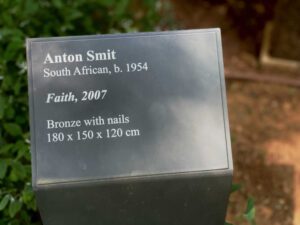 Anton Smit
South African, b. 1954
Faith, 2007
Bronze with nails
180 x 150 x 120 cm